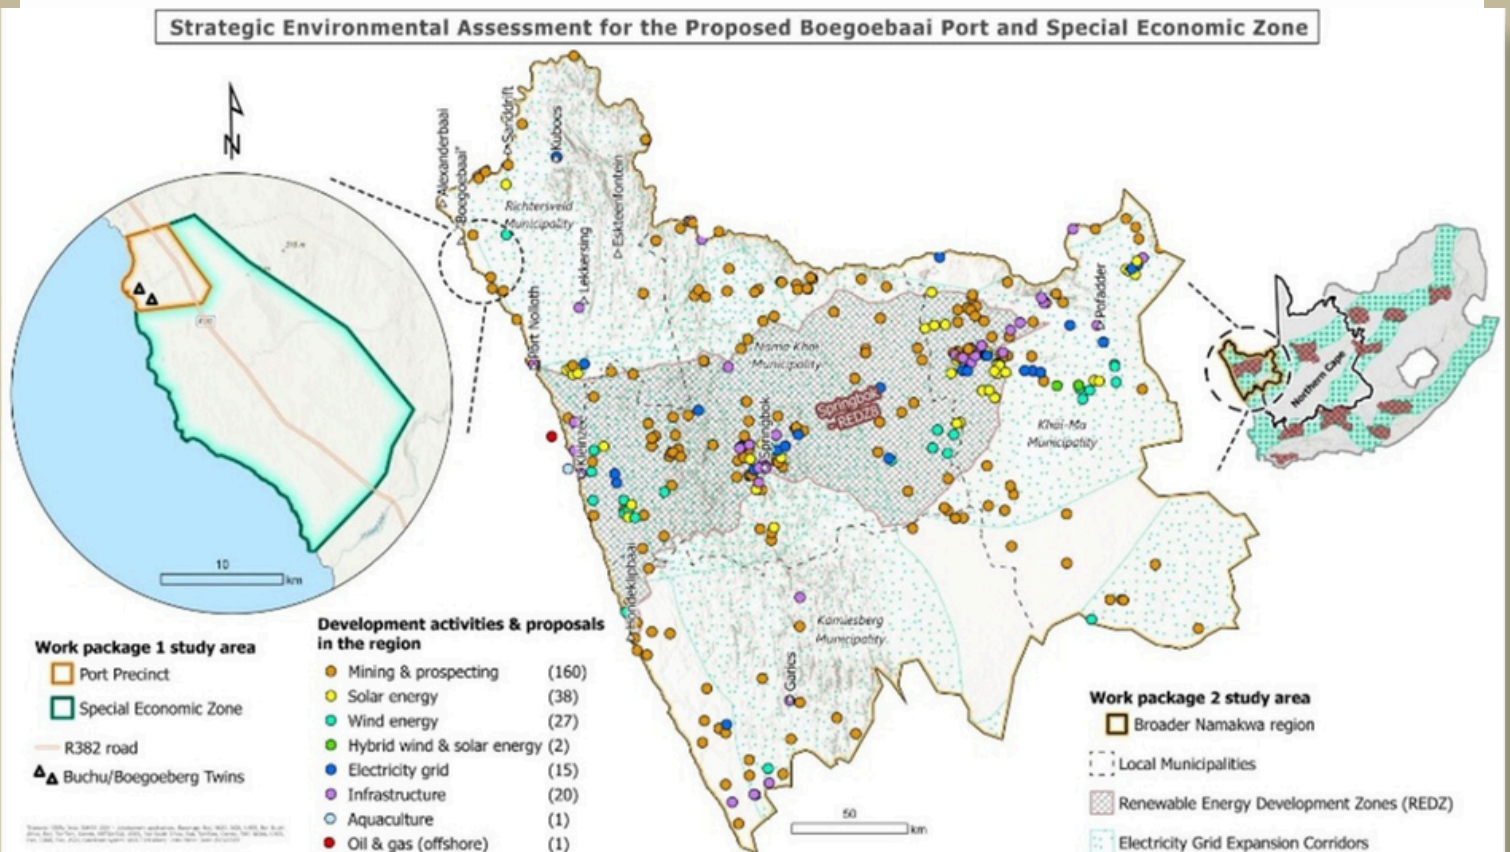 Strategic Environmental Assessment for the Proposed Boegoebaai Port and Special Economic Zone
N
Alexanderbaai
Boegoebaai
Sanddrift
Kuboes
Eksteenfontein
Lekkersing
Port Nolloth
Richtersveld
Municipality
Nama Khoi
Municipality
Springbok
- REDZ8
Springbok
Pofadder
Khai-Ma
Municipality
Hondeklipbaai
Kamiesberg
Municipality
Garies
Northern Cape
10
km
50
km
Work package 1 study area
Port Precinct
Special Economic Zone
R382 road
Buchu/Boegoeberg Twins
Development activities & proposals
in the region
Mining & prospecting (160)
Solar energy (38)
Wind energy (27)
Hybrid wind & solar energy (2)
Electricity grid (15)
Infrastructure (20)
Aquaculture (1)
Oil & gas (offshore) (1)
Work package 2 study area
Broader Namakwa region
Local Municipalities
Renewable Energy Development Zones (REDZ)
Electricity Grid Expansion Corridors